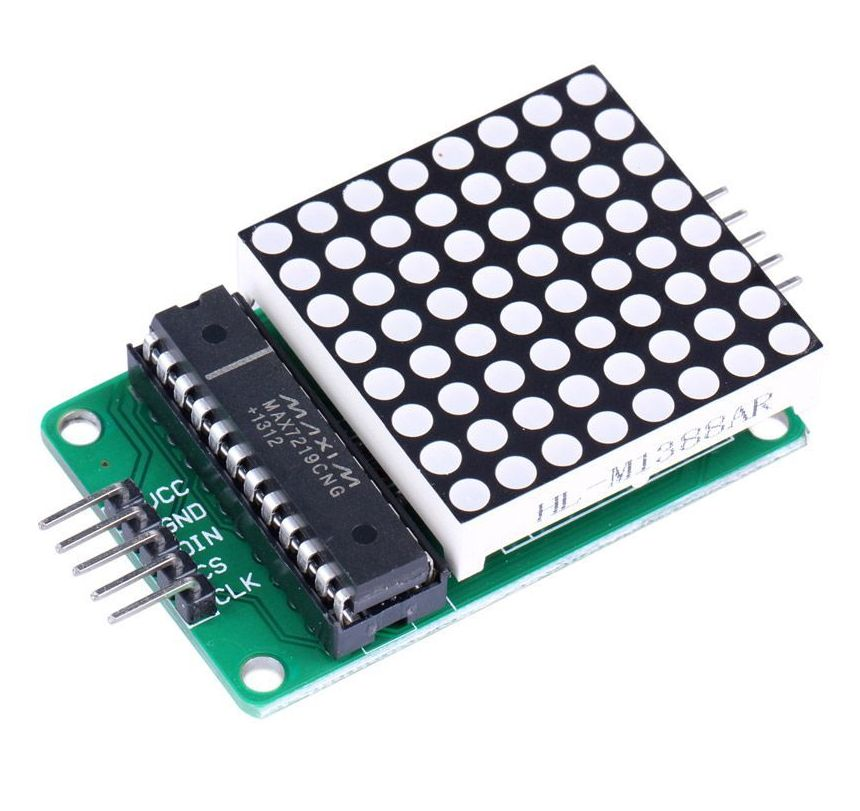 MAXIM
MAX7219CNG
+1312
HL-M1388AR
VCC
GND
DIN
CS
CLK